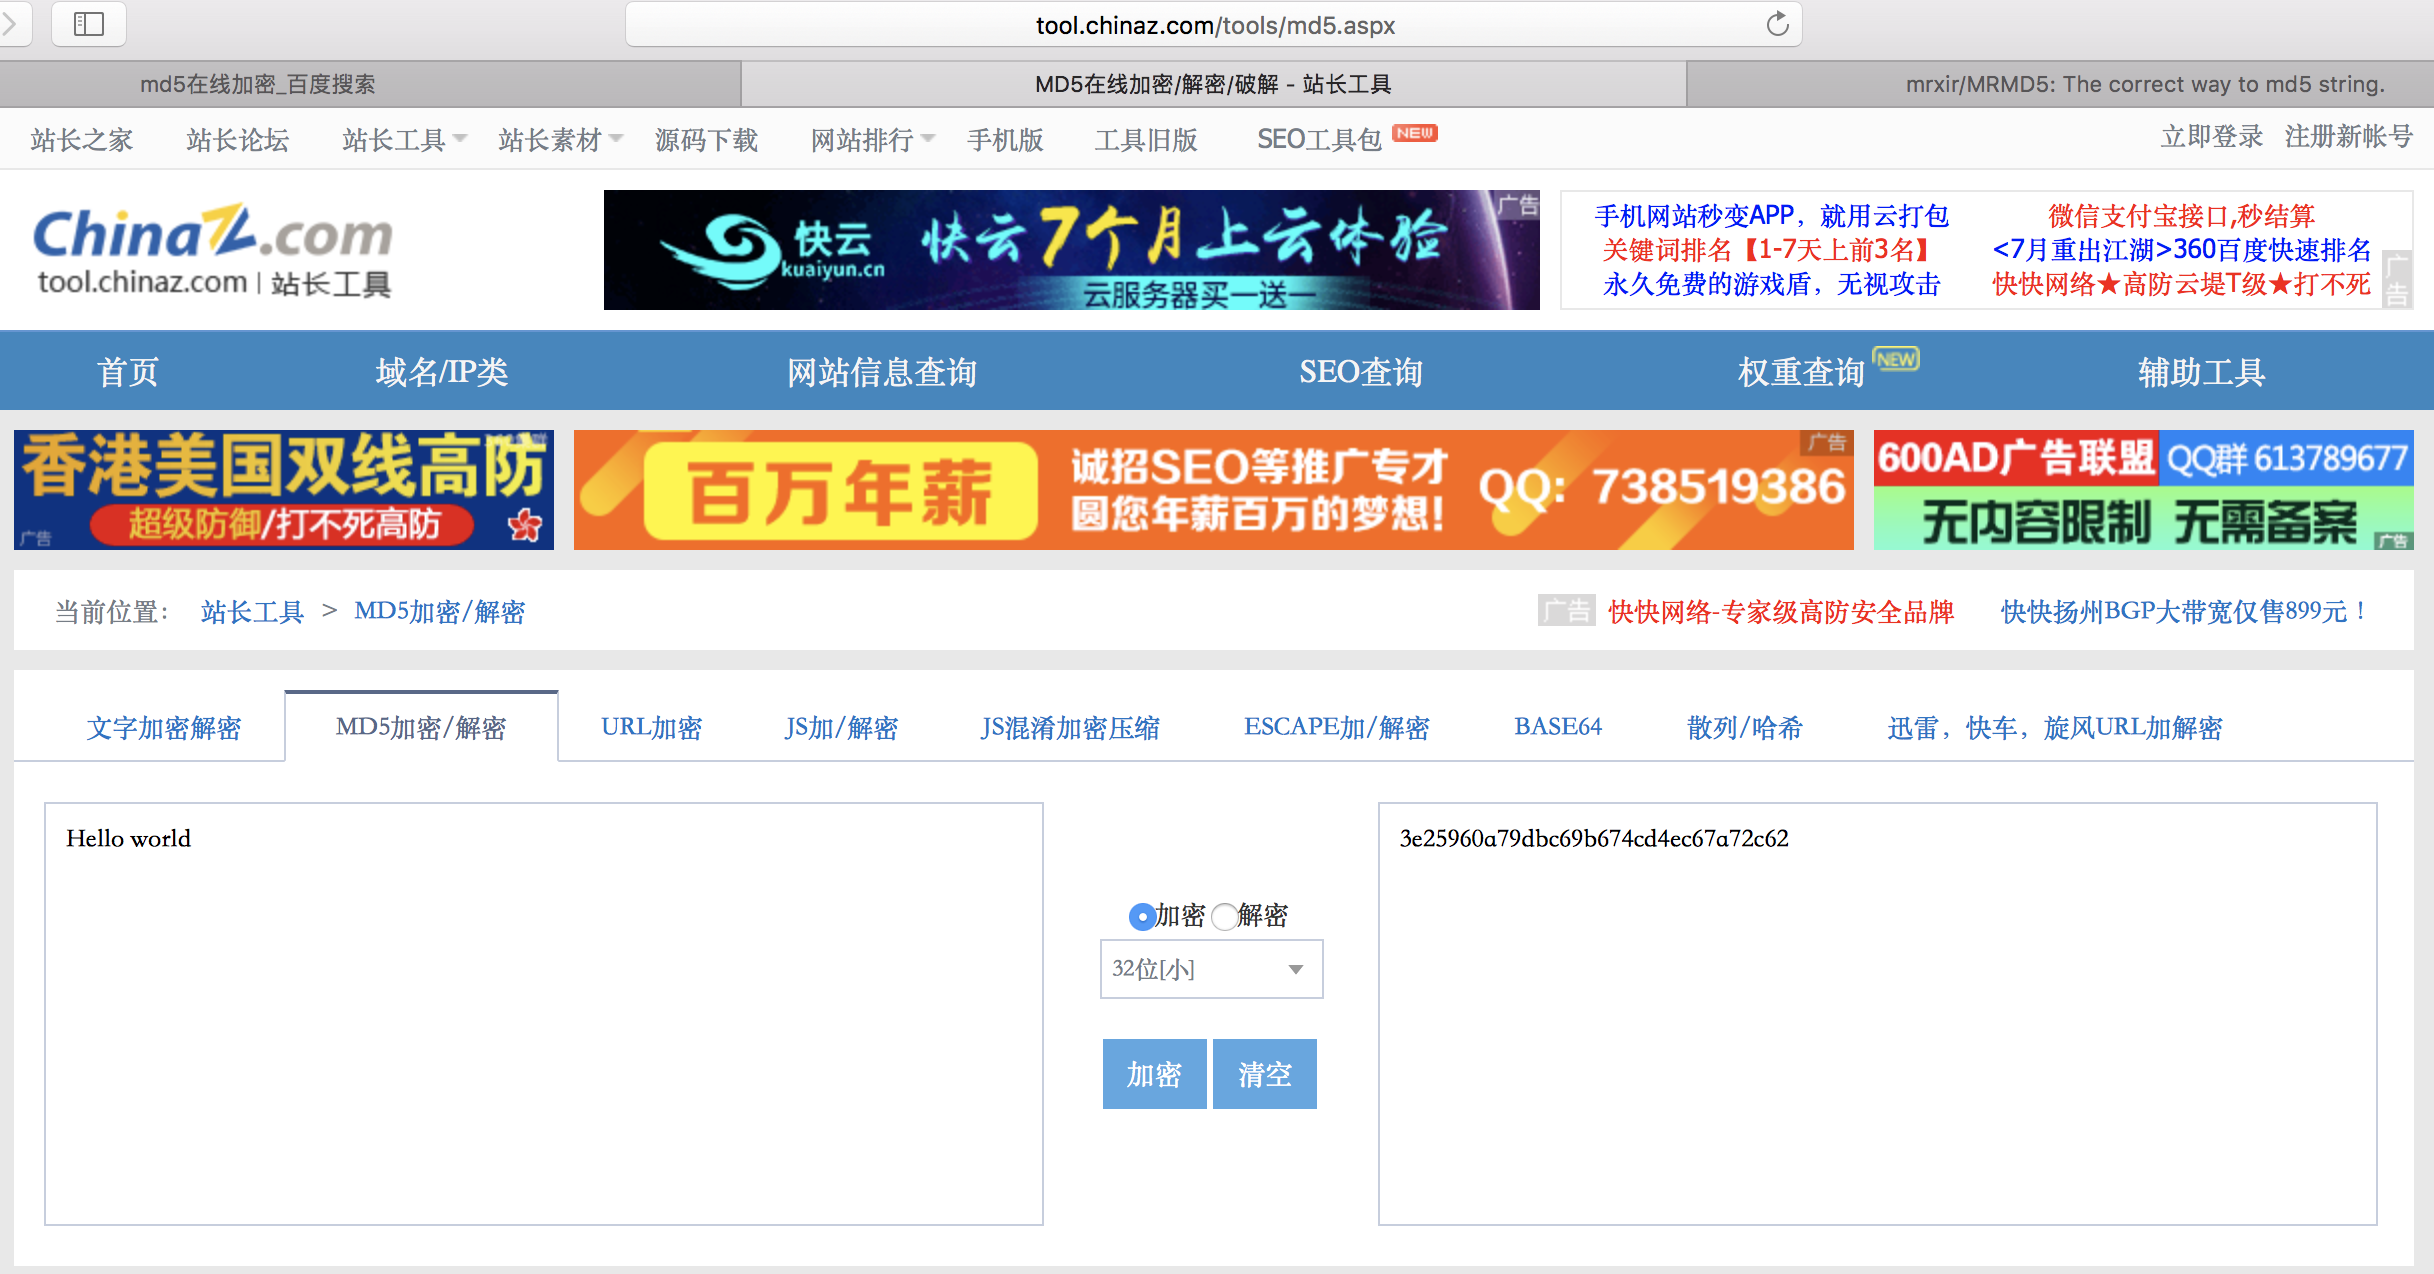 tool.chinaz.com/tools/md5.aspx
md5在线加密_百度搜索
MD5在线加密/解密/破解 - 站长工具
mrxir/MRMD5: The correct way to md5 string.
站长之家 站长论坛 站长工具 站长素材 源码下载 网站排行 手机版 工具旧版 SEO工具包 NEW
立即登录 注册新帐号
ChinaZ.com
tool.chinaz.com | 站长工具
快云
kuaiyun.cn
快云7个月上云体验
云服务器买一送一
广告
手机网站秒变APP，就用云打包 微信支付宝接口,秒结算
关键词排名【1-7天上前3名】 <7月重出江湖>360百度快速排名
永久免费的游戏盾，无视攻击 快快网络★高防云堤T级★打不死
广告
首页 域名/IP类 网站信息查询 SEO查询 权重查询 NEW 辅助工具
香港美国双线高防
超级防御/打不死高防
广告
百万年薪
诚招SEO等推广专才
圆您年薪百万的梦想!
QQ: 738519386
广告
600AD广告联盟 QQ群 613789677
无内容限制 无需备案
广告
当前位置： 站长工具 > MD5加密/解密
广告 快快网络-专家级高防安全品牌 快快扬州BGP大带宽仅售899元！
文字加密解密 MD5加密/解密 URL加密 JS加/解密 JS混淆加密压缩 ESCAPE加/解密 BASE64 散列/哈希 迅雷，快车，旋风URL加解密
Hello world
加密 解密
32位[小]
加密 清空
3e25960a79dbc69b674cd4ec67a72c62